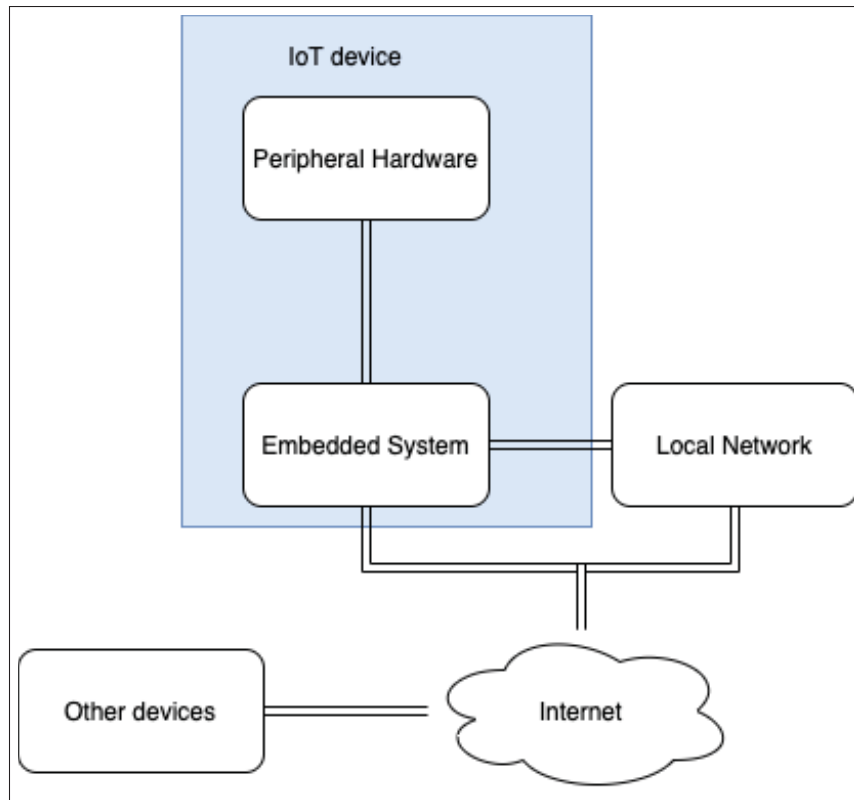 IoT device
Peripheral Hardware
Embedded System
Local Network
Other devices
Internet